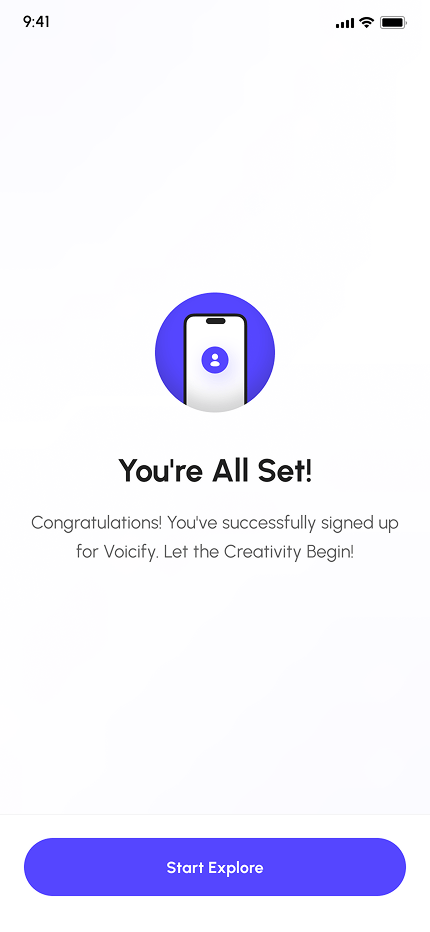 9:41
You're All Set!
Congratulations! You've successfully signed up
for Voicify. Let the Creativity Begin!
Start Explore